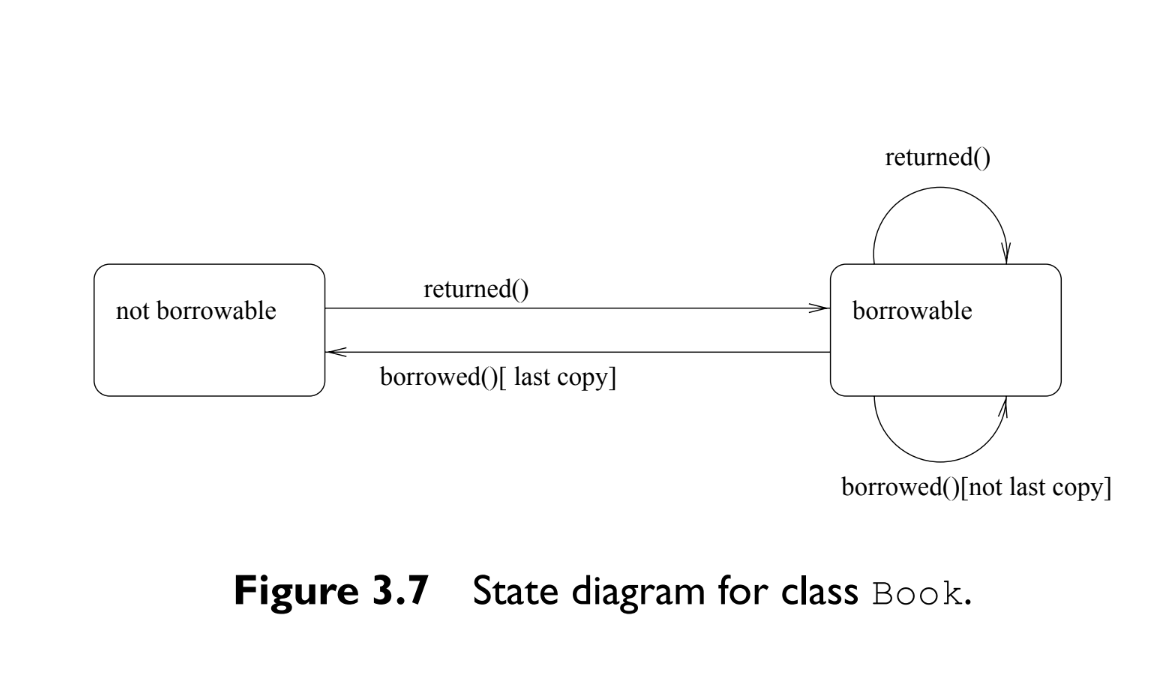 returned()
returned()
not borrowable
borrowable
borrowed()[ last copy]
borrowed()[not last copy]
Figure 3.7 State diagram for class Book.